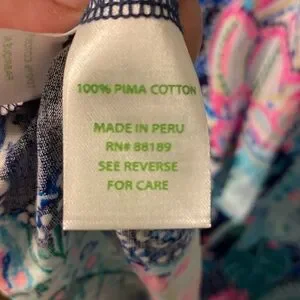 100% PIMA COTTON
MADE IN PERU
RN# 88189
SEE REVERSE
FOR CARE